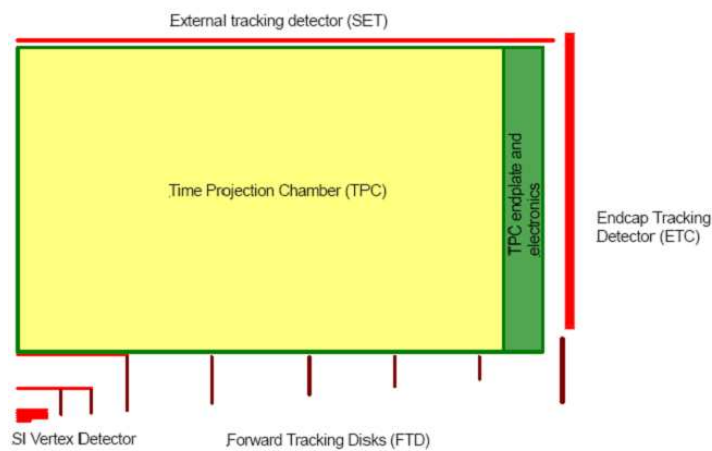 External tracking detector (SET)
Time Projection Chamber (TPC)
TPC endplate and
electronics
Endcap Tracking
Detector (ETC)
SI Vertex Detector
Forward Tracking Disks (FTD)